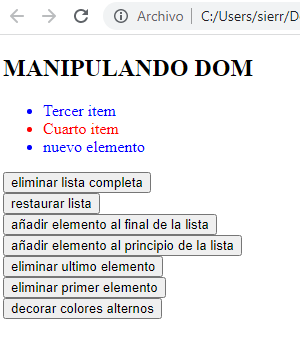 Archivo
C:/Users/sierr/D
MANIPULANDO DOM
Tercer item
Cuarto item
nuevo elemento
eliminar lista completa
restaurar lista
añadir elemento al final de la lista
añadir elemento al principio de la lista
eliminar ultimo elemento
eliminar primer elemento
decorar colores alternos